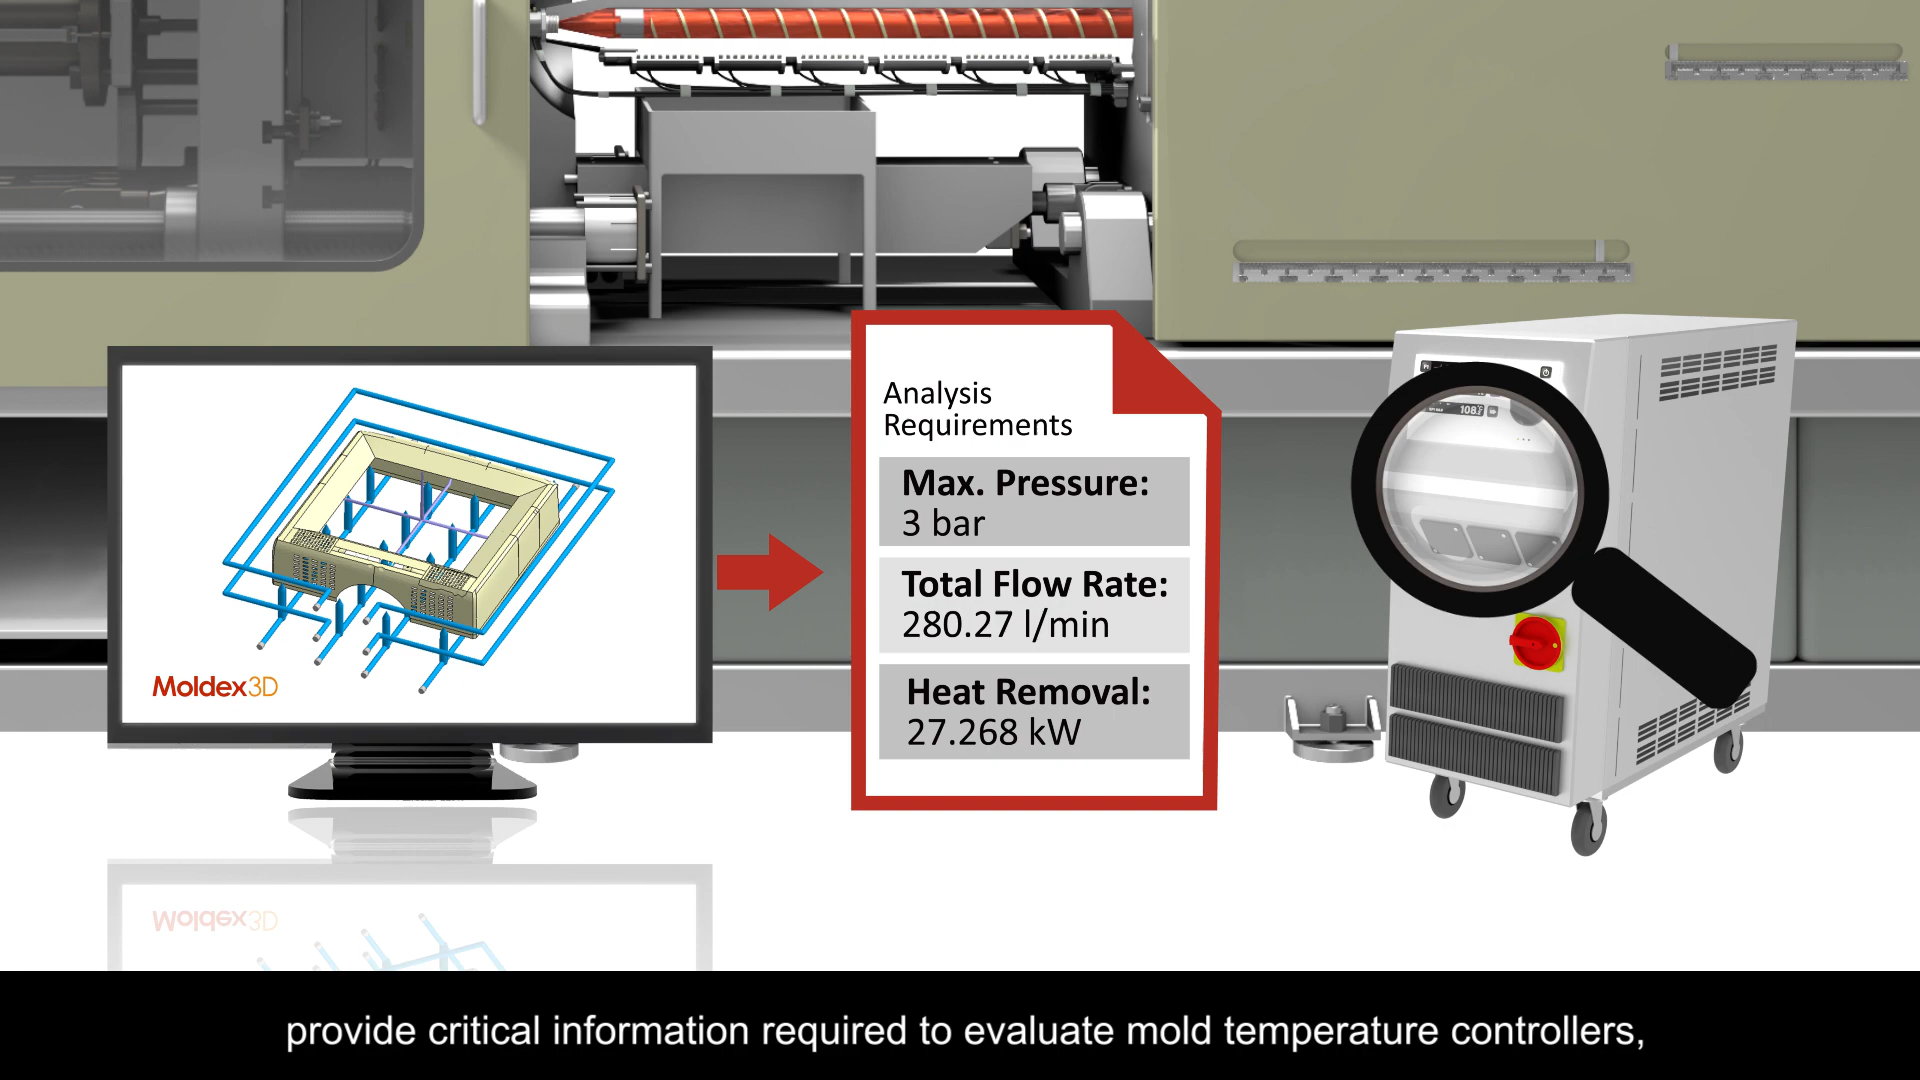 Analysis
Requirements
Max. Pressure:
3 bar
Total Flow Rate:
280.27 l/min
Heat Removal:
27.268 kW
108
Moldex3D
provide critical information required to evaluate mold temperature controllers,